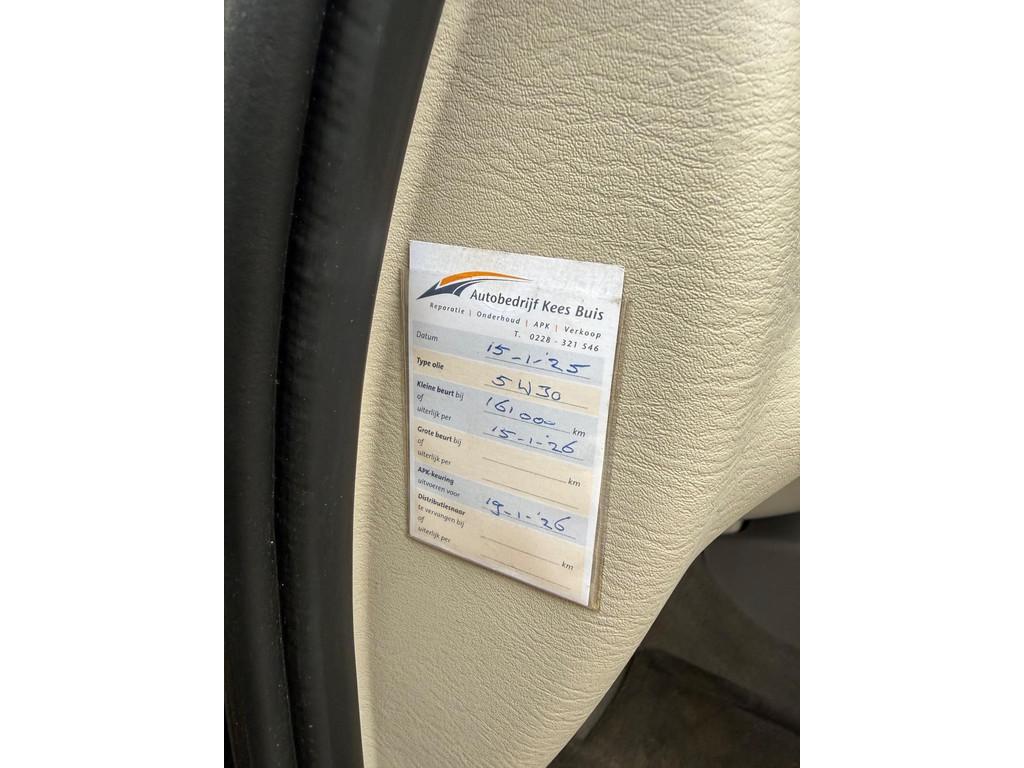 Autobedrijf Kees Buis
Reparatie | Onderhoud | APK | Verkoop
T. 0228 - 321 546
Datum 15-1-'25
Type olie 5W30
Kleine beurt bij 161000 km
of
uiterlijk per 15-1-'26
Grote beurt bij km
of
uiterlijk per
APK-keuring
uitvoeren voor 19-1-'26
Distributiesnaar
te vervangen bij km
of
uiterlijk per